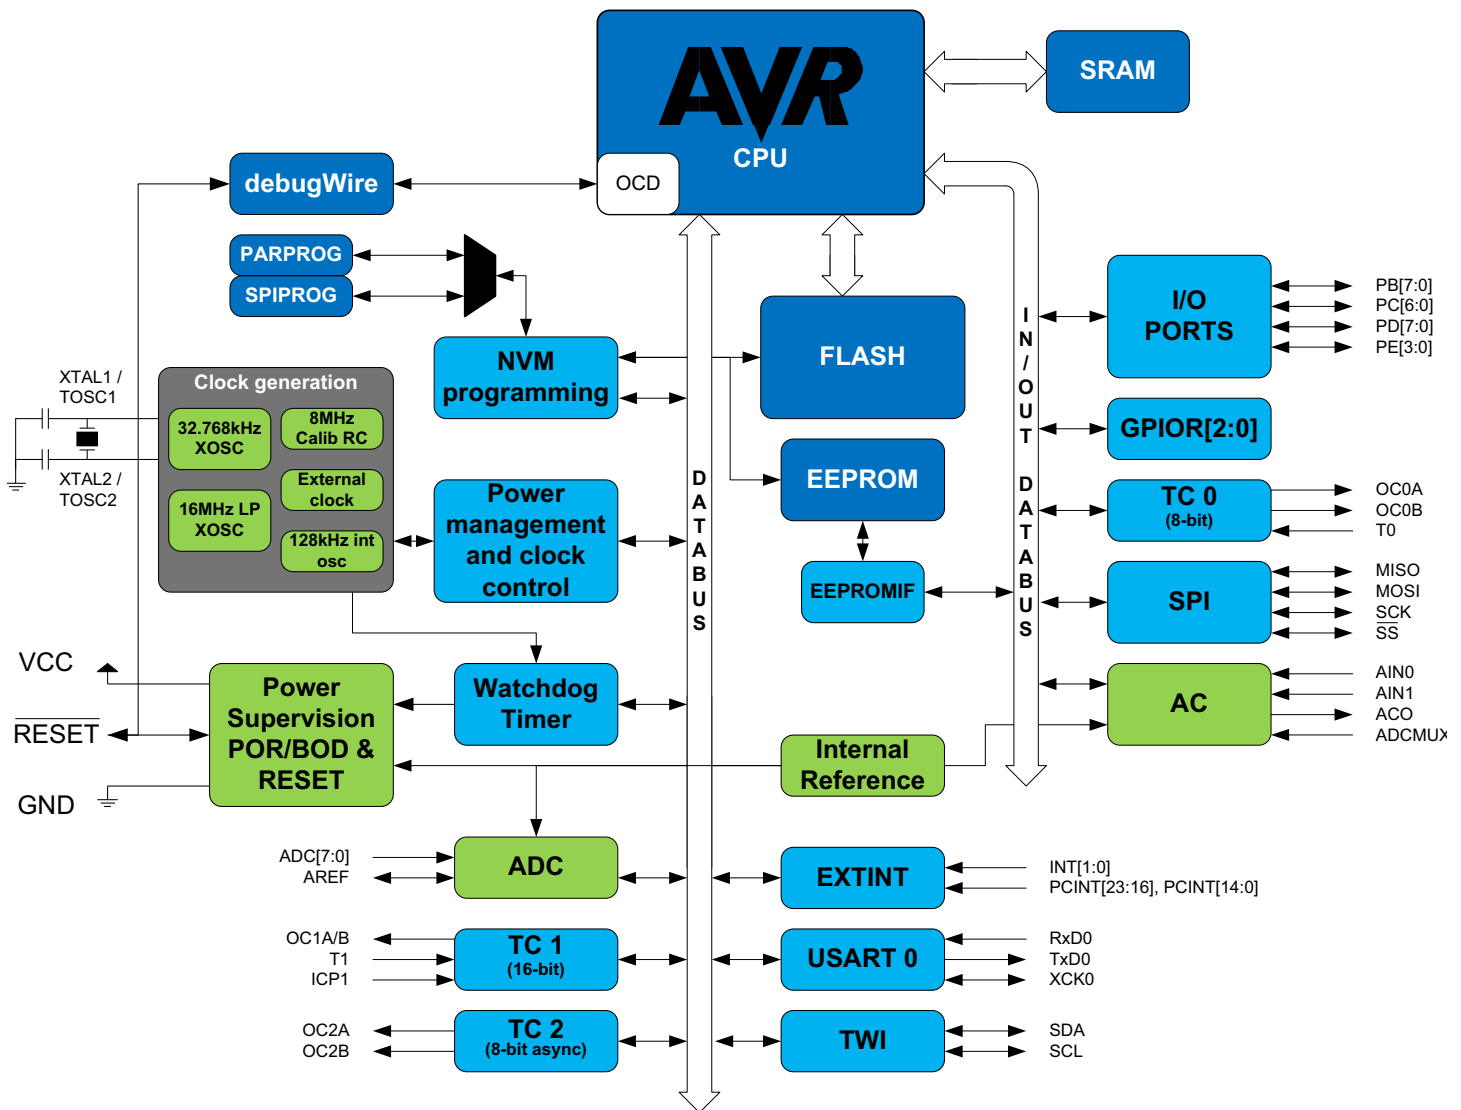 AVR
CPU
OCD
SRAM
debugWire
PARPROG
SPIPROG
NVM
programming
FLASH
EEPROM
EEPROMIF
I/O
PORTS
PB[7:0]
PC[6:0]
PD[7:0]
PE[3:0]
GPIOR[2:0]
TC 0
(8-bit)
OC0A
OC0B
T0
SPI
MISO
MOSI
SCK
SS
AC
AIN0
AIN1
ACO
ADCMUX
IN/OUT DATABUS
DATABUS
XTAL1 /
TOSC1
XTAL2 /
TOSC2
Clock generation
32.768kHz
XOSC
8MHz
Calib RC
External
clock
16MHz LP
XOSC
128kHz int
osc
Power
management
and clock
control
VCC
RESET
GND
Power
Supervision
POR/BOD &
RESET
Watchdog
Timer
Internal
Reference
ADC[7:0]
AREF
ADC
EXTINT
INT[1:0]
PCINT[23:16], PCINT[14:0]
OC1A/B
T1
ICP1
TC 1
(16-bit)
USART 0
RxD0
TxD0
XCK0
OC2A
OC2B
TC 2
(8-bit async)
TWI
SDA
SCL